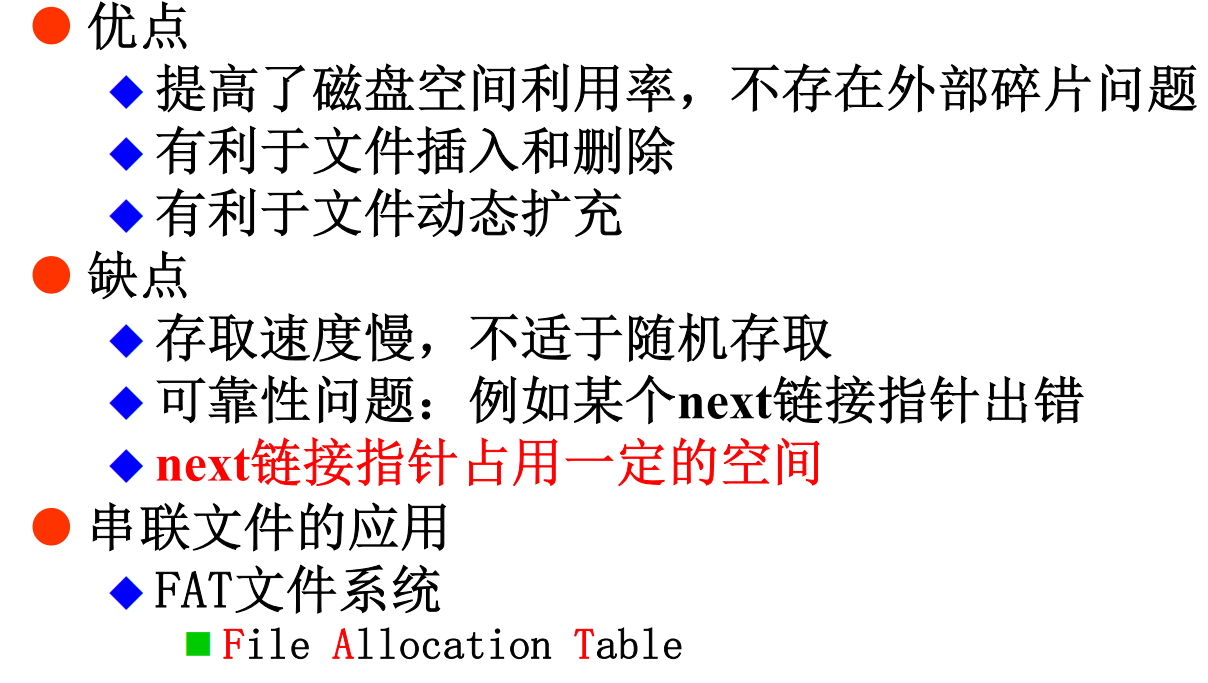 优点
提高了磁盘空间利用率，不存在外部碎片问题
有利于文件插入和删除
有利于文件动态扩充
缺点
存取速度慢，不适于随机存取
可靠性问题：例如某个next链接指针出错
next链接指针占用一定的空间
串联文件的应用
FAT文件系统
File Allocation Table